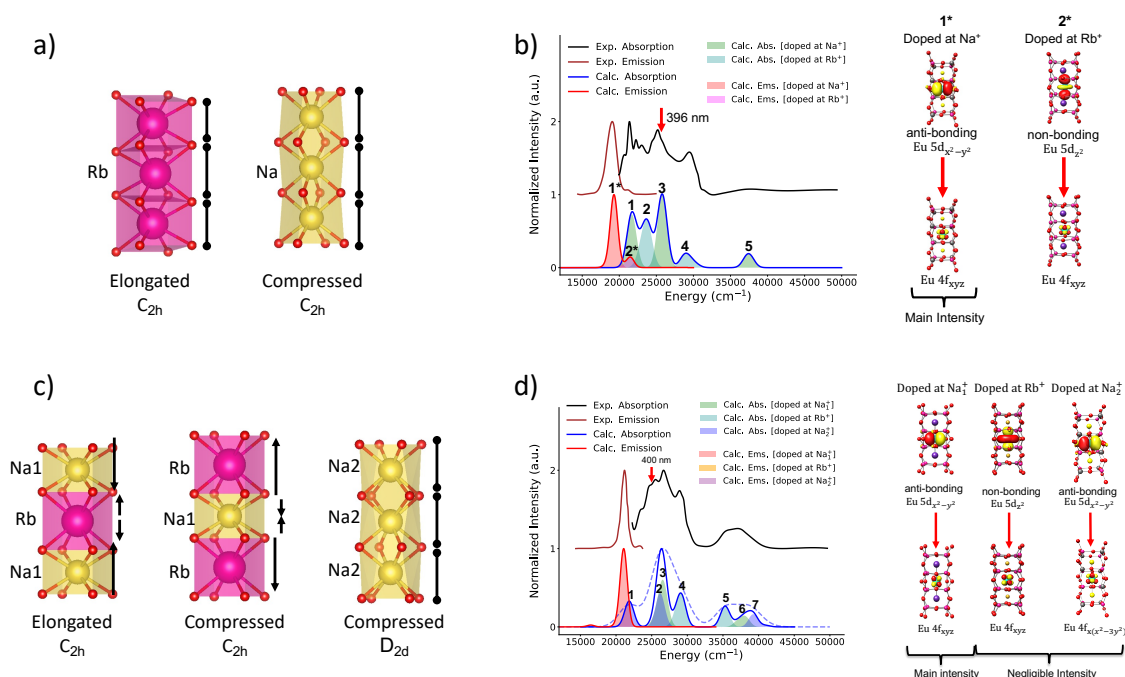 a)
Rb
Na
Elongated
C2h
Compressed
C2h
b)
Exp. Absorption
Exp. Emission
Calc. Absorption
Calc. Emission
Calc. Abs. [doped at Na+]
Calc. Abs. [doped at Rb+]
Calc. Ems. [doped at Na+]
Calc. Ems. [doped at Rb+]
396 nm
Normalized Intensity (a.u.)
2
1
0
1*
2*
1
2
3
4
5
15000 20000 25000 30000 35000 40000 45000 50000
Energy (cm−1)
1*
Doped at Na+
anti-bonding
Eu 5dx²−y²
Eu 4fxyz
Main Intensity
2*
Doped at Rb+
non-bonding
Eu 5dz²
Eu 4fxyz
c)
Na1
Rb
Na1
Elongated
C2h
Rb
Na1
Rb
Compressed
C2h
Na2
Na2
Na2
Compressed
D2d
d)
Exp. Absorption
Exp. Emission
Calc. Absorption
Calc. Emission
Calc. Abs. [doped at Na1+]
Calc. Abs. [doped at Rb+]
Calc. Abs. [doped at Na2+]
Calc. Ems. [doped at Na1+]
Calc. Ems. [doped at Rb+]
Calc. Ems. [doped at Na2+]
400 nm
Normalized Intensity (a.u.)
2
1
0
1
2
3
4
5
6
7
15000 20000 25000 30000 35000 40000 45000 50000
Energy (cm−1)
Doped at Na1+
anti-bonding
Eu 5dx²−y²
Eu 4fxyz
Main intensity
Doped at Rb+
non-bonding
Eu 5dz²
Eu 4fxyz
Doped at Na2+
anti-bonding
Eu 5dx²−y²
Eu 4fx(x²−3y²)
Negligible Intensity